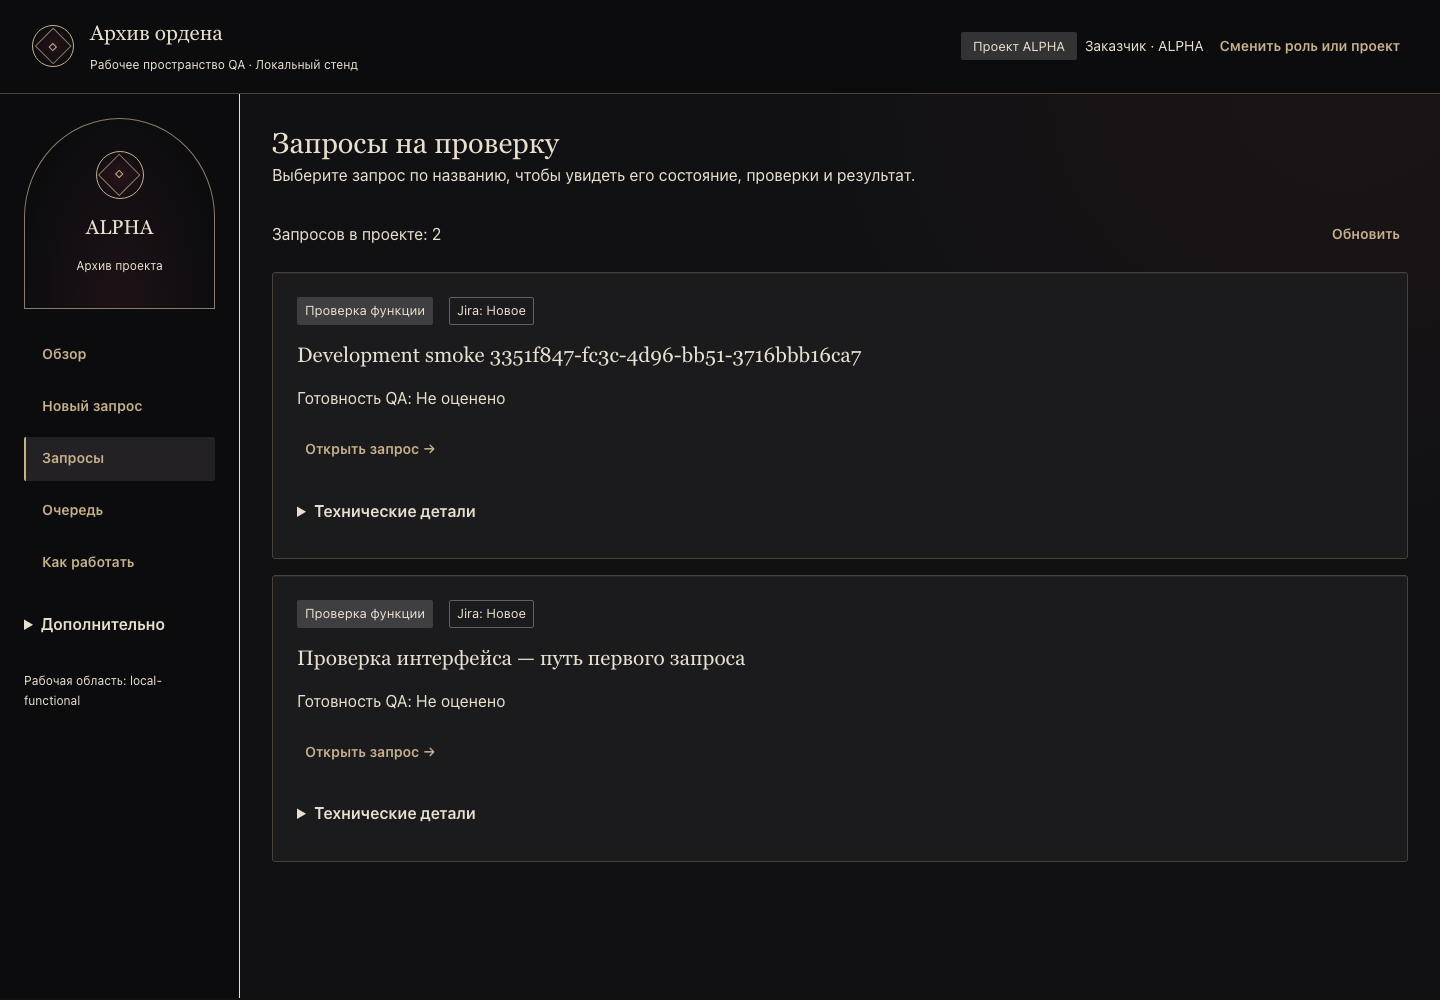 Архив ордена
Рабочее пространство QA · Локальный стенд
Проект ALPHA
Заказчик · ALPHA
Сменить роль или проект
ALPHA
Архив проекта
Обзор
Новый запрос
Запросы
Очередь
Как работать
▶ Дополнительно
Рабочая область: local-
functional
Запросы на проверку
Выберите запрос по названию, чтобы увидеть его состояние, проверки и результат.
Запросов в проекте: 2
Обновить
Проверка функции
Jira: Новое
Development smoke 3351f847-fc3c-4d96-bb51-3716bbb16ca7
Готовность QA: Не оценено
Открыть запрос →
▶ Технические детали
Проверка функции
Jira: Новое
Проверка интерфейса — путь первого запроса
Готовность QA: Не оценено
Открыть запрос →
▶ Технические детали